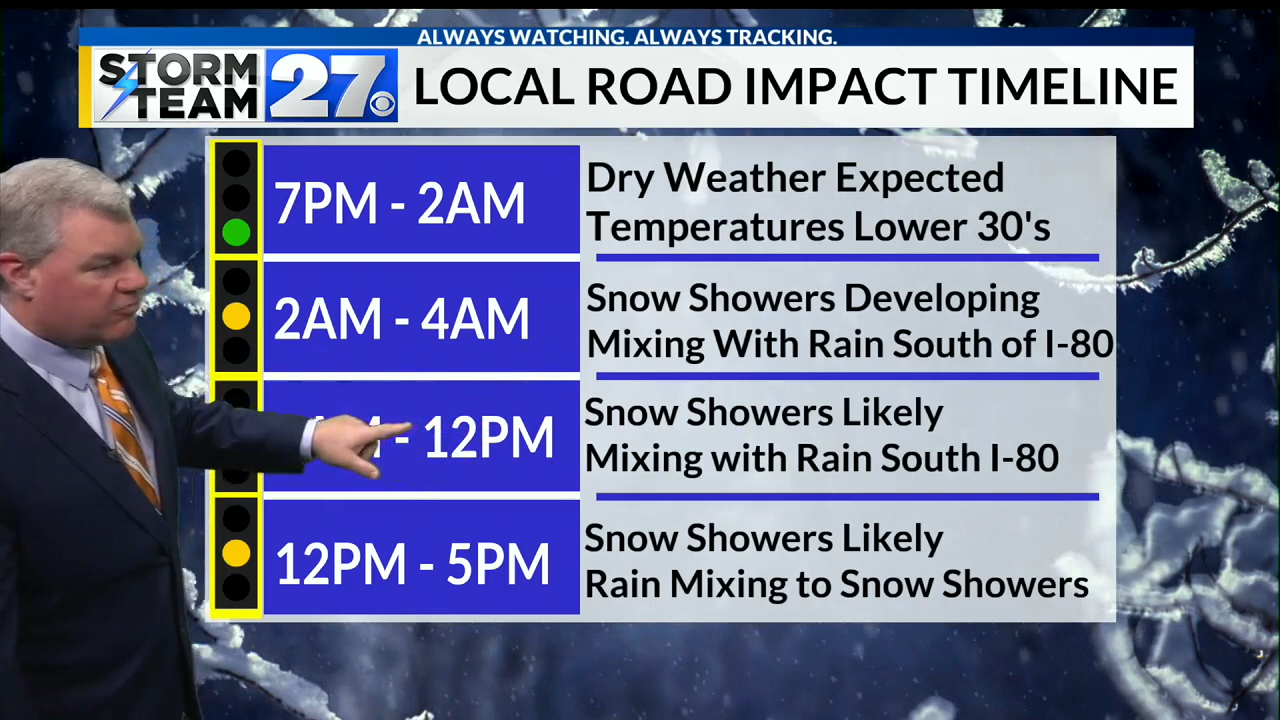 ALWAYS WATCHING. ALWAYS TRACKING.
STORM TEAM 27
LOCAL ROAD IMPACT TIMELINE
7PM - 2AM
Dry Weather Expected
Temperatures Lower 30's
2AM - 4AM
Snow Showers Developing
Mixing With Rain South of I-80
- 12PM
Snow Showers Likely
Mixing with Rain South I-80
12PM - 5PM
Snow Showers Likely
Rain Mixing to Snow Showers